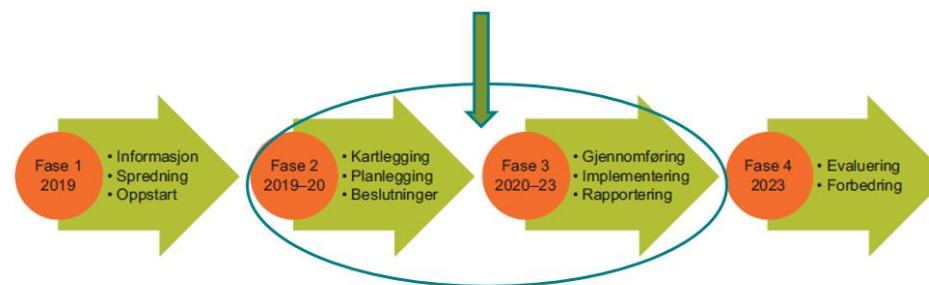 Fase 1
2019
• Informasjon
• Spredning
• Oppstart
Fase 2
2019–20
• Kartlegging
• Planlegging
• Beslutninger
Fase 3
2020–23
• Gjennomføring
• Implementering
• Rapportering
Fase 4
2023
• Evaluering
• Forbedring